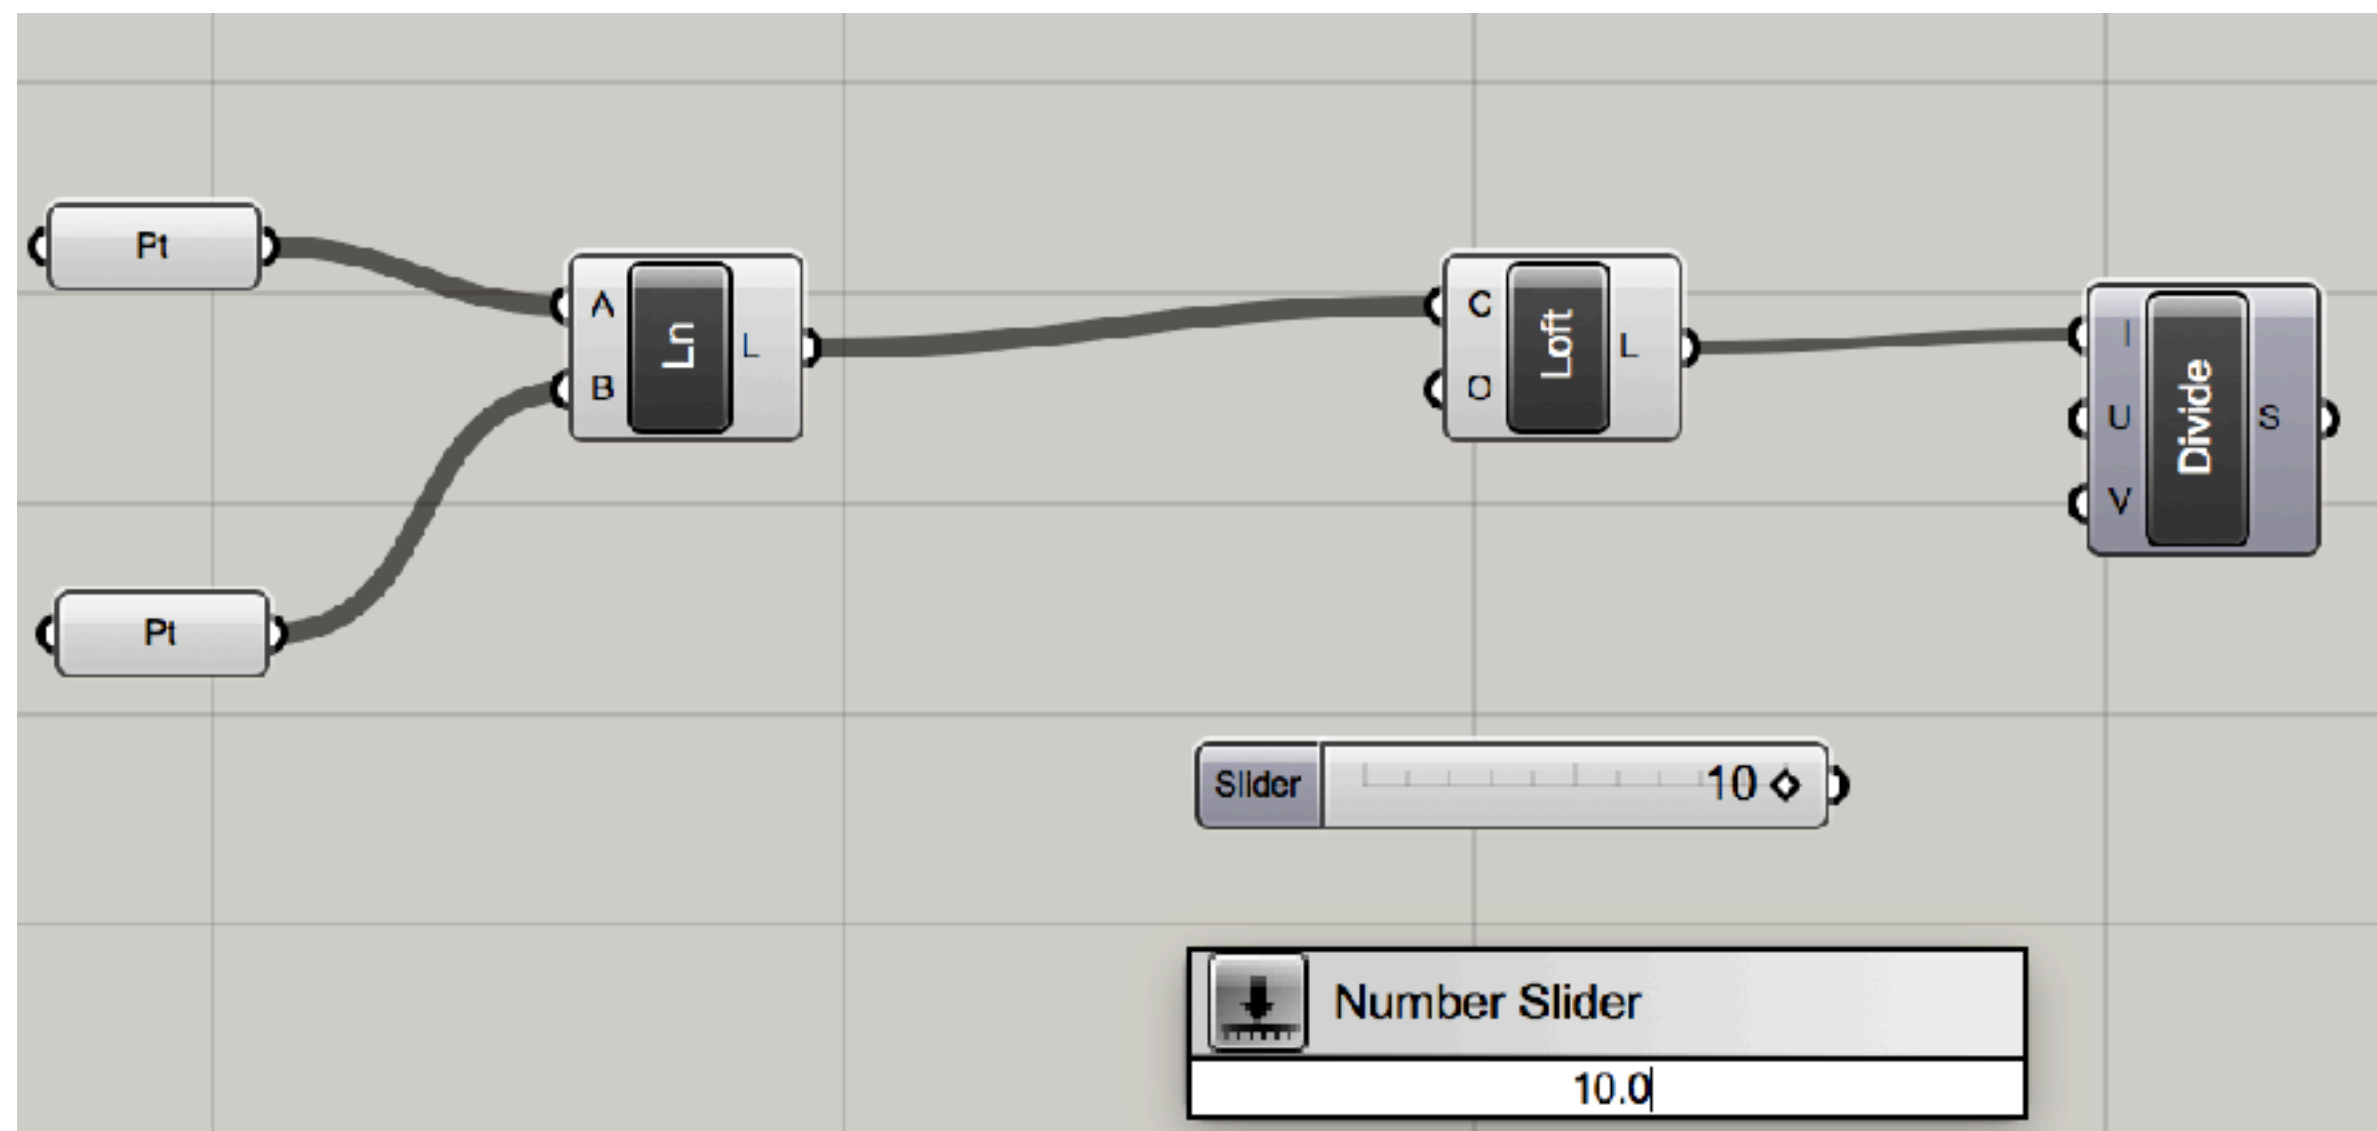 Pt
A
B
Ln
L
C
O
Loft
L
I
U
V
Divide
S
Pt
Slider
10
Number Slider
10.0